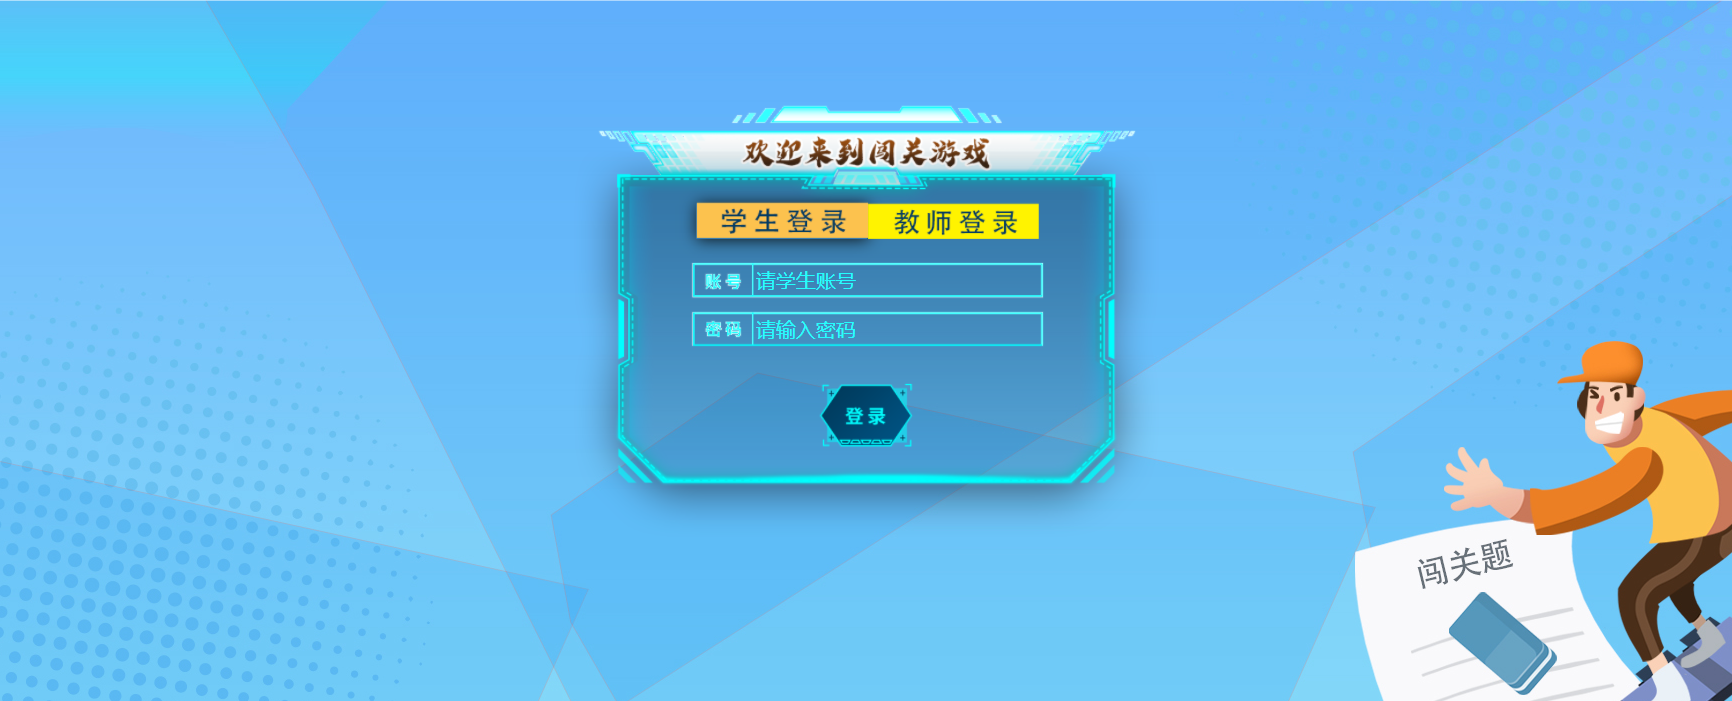 欢迎来到闯关游戏
学生登录 教师登录
账号 请学生账号
密码 请输入密码
登录
闯关题